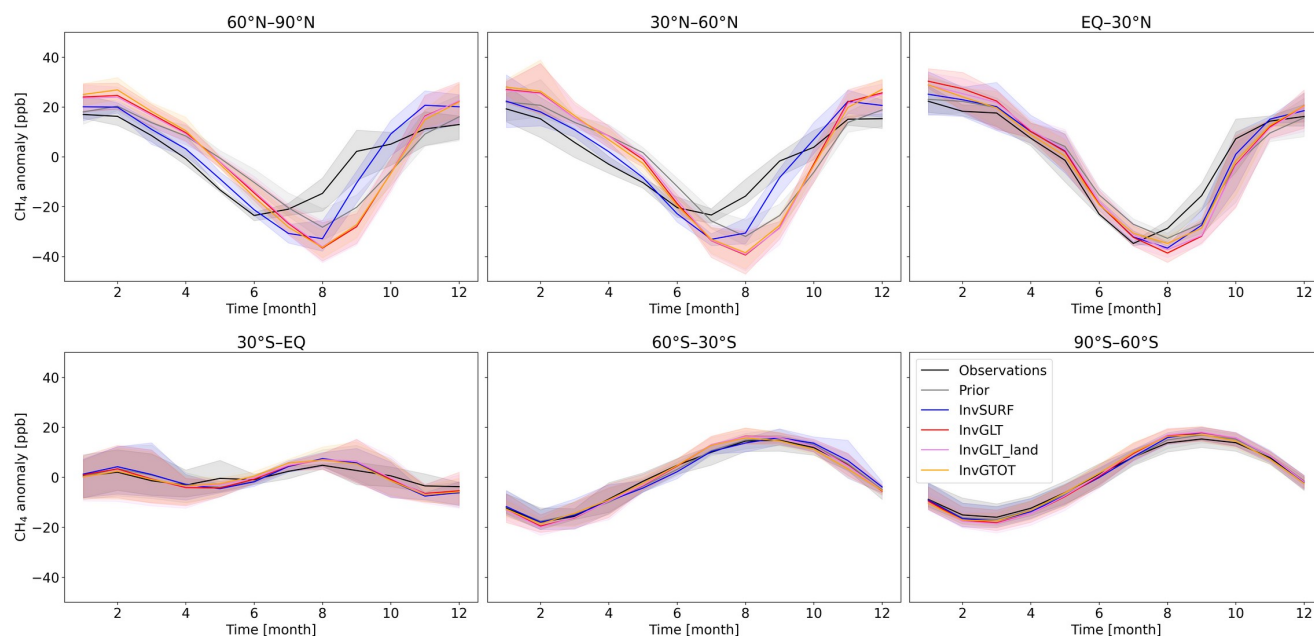 60°N–90°N
30°N–60°N
EQ–30°N
CH₄ anomaly [ppb]
40
20
0
−20
−40
2 4 6 8 10 12
2 4 6 8 10 12
2 4 6 8 10 12
Time [month]
Time [month]
Time [month]
30°S–EQ
60°S–30°S
90°S–60°S
CH₄ anomaly [ppb]
40
20
0
−20
−40
Observations
Prior
InvSURF
InvGLT
InvGLT_land
InvGTOT
2 4 6 8 10 12
2 4 6 8 10 12
2 4 6 8 10 12
Time [month]
Time [month]
Time [month]